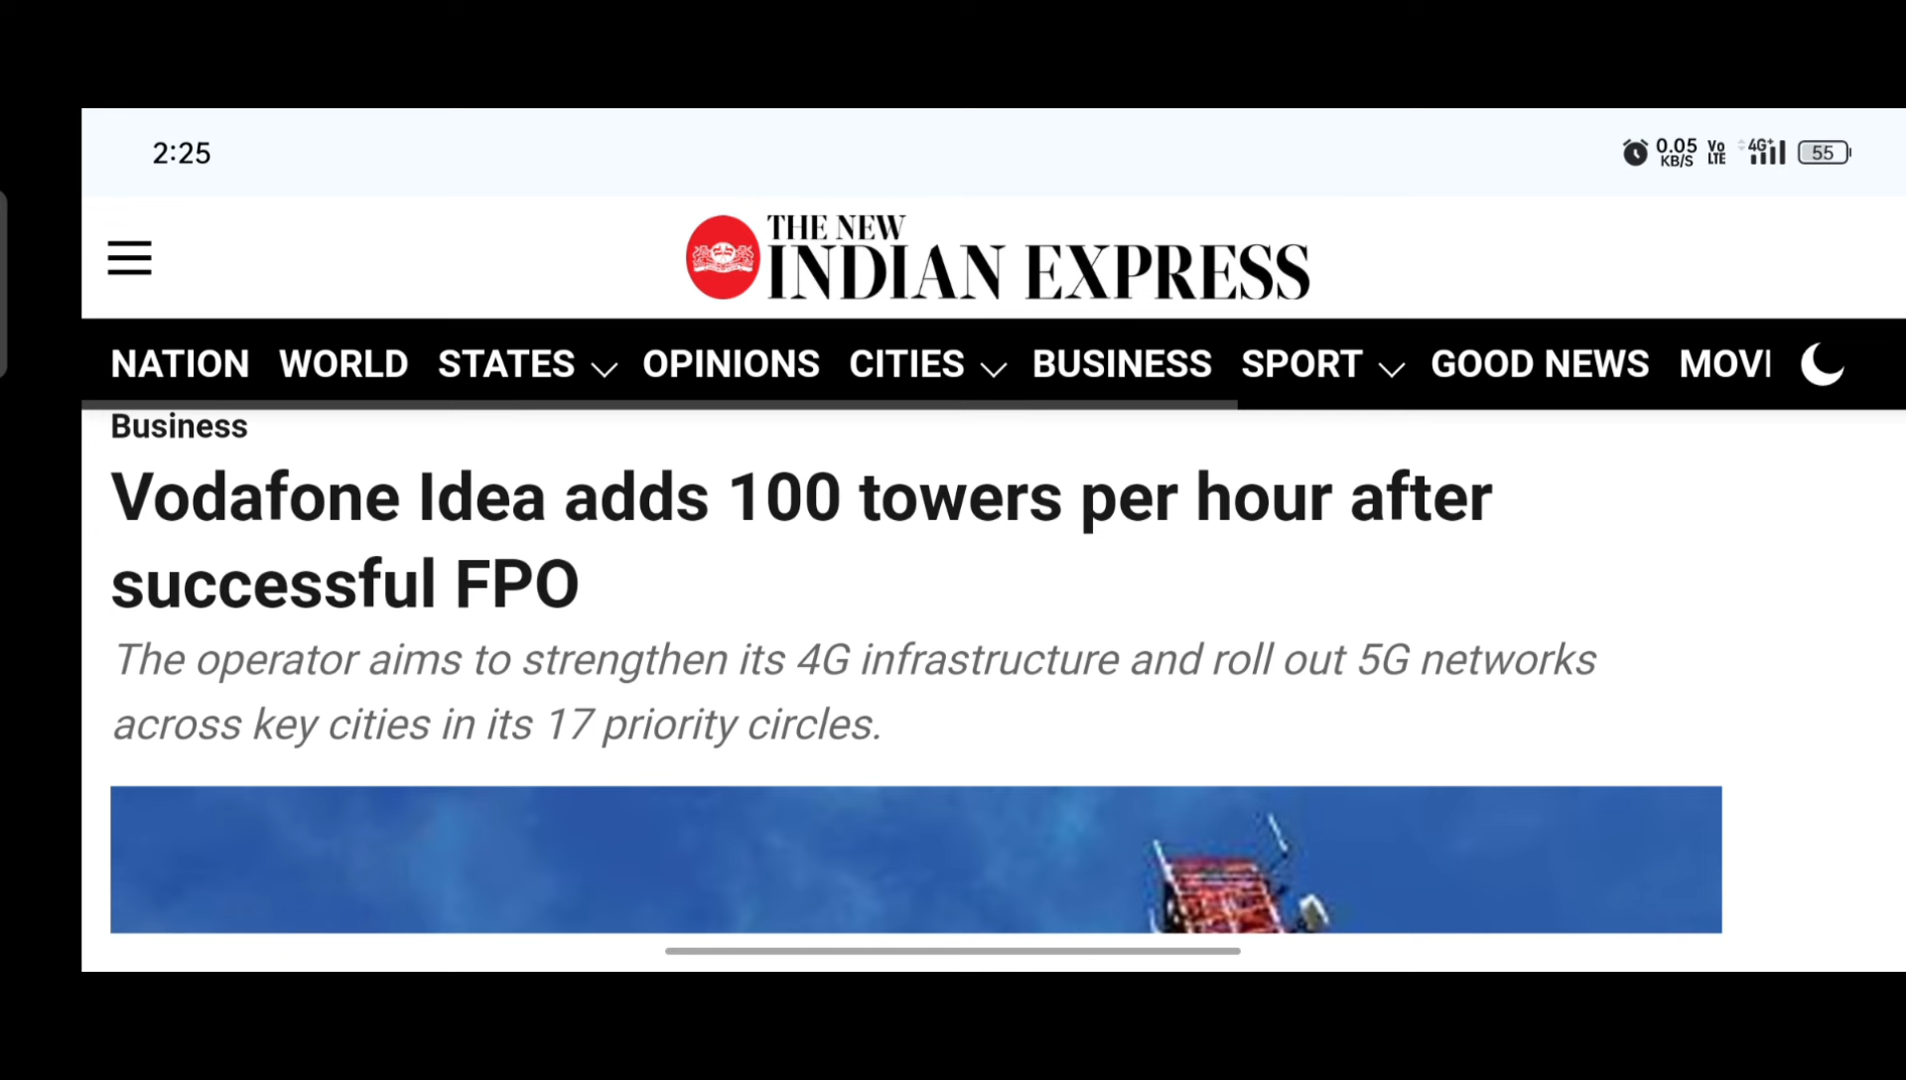 2:25
0.05
KB/S
Vo
LTE
4G+
55
THE NEW
INDIAN EXPRESS
NATION WORLD STATES OPINIONS CITIES BUSINESS SPORT GOOD NEWS MOVI
Business
Vodafone Idea adds 100 towers per hour after
successful FPO
The operator aims to strengthen its 4G infrastructure and roll out 5G networks
across key cities in its 17 priority circles.